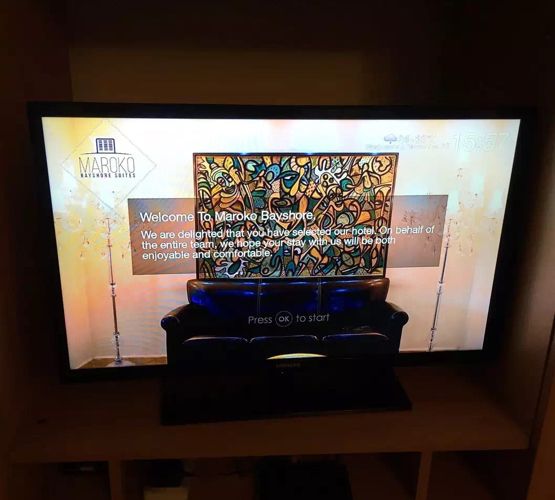 MAROKO
BAYSHORE SUITES
Welcome To Maroko Bayshore,
We are delighted that you have selected our hotel. On behalf of
the entire team, we hope your stay with us will be both
enjoyable and comfortable.
Press OK to start